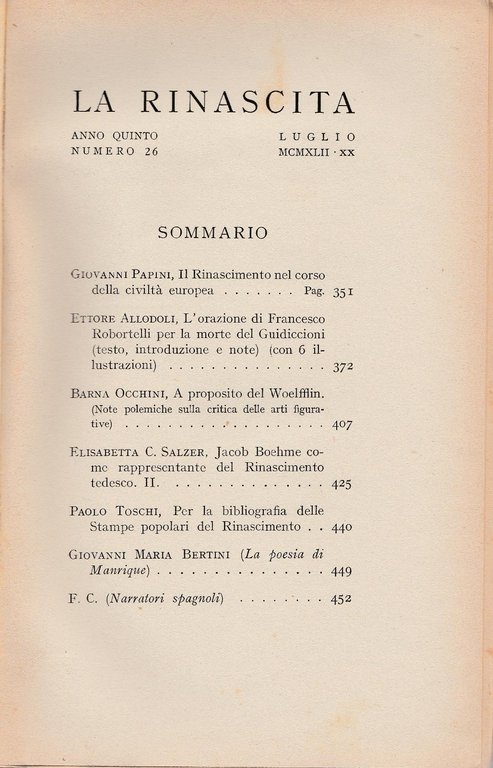 LA RINASCITA
ANNO QUINTO LUGLIO
NUMERO 26 MCMXLII · XX
SOMMARIO
GIOVANNI PAPINI, Il Rinascimento nel corso
della civiltà europea . . . . . . . Pag. 351
ETTORE ALLODOLI, L'orazione di Francesco
Robortelli per la morte del Guidiccioni
(testo, introduzione e note) (con 6 il-
lustrazioni) . . . . . . . . . . . . . . . 372
BARNA OCCHINI, A proposito del Woelfflin.
(Note polemiche sulla critica delle arti figura-
tive) . . . . . . . . . . . . . . . . . 407
ELISABETTA C. SALZER, Jacob Boehme co-
me rappresentante del Rinascimento
tedesco. II. . . . . . . . . . . . . . . 425
PAOLO TOSCHI, Per la bibliografia delle
Stampe popolari del Rinascimento . . 440
GIOVANNI MARIA BERTINI (La poesia di
Manrique) . . . . . . . . . . . . . . . 449
F. C. (Narratori spagnoli) . . . . . . . . 452